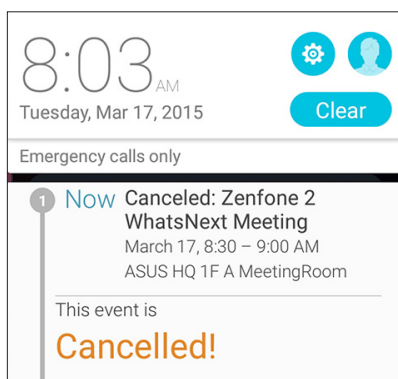 8:03 AM
Tuesday, Mar 17, 2015
Clear
Emergency calls only
1 Now Canceled: Zenfone 2
WhatsNext Meeting
March 17, 8:30 – 9:00 AM
ASUS HQ 1F A MeetingRoom
This event is
Cancelled!